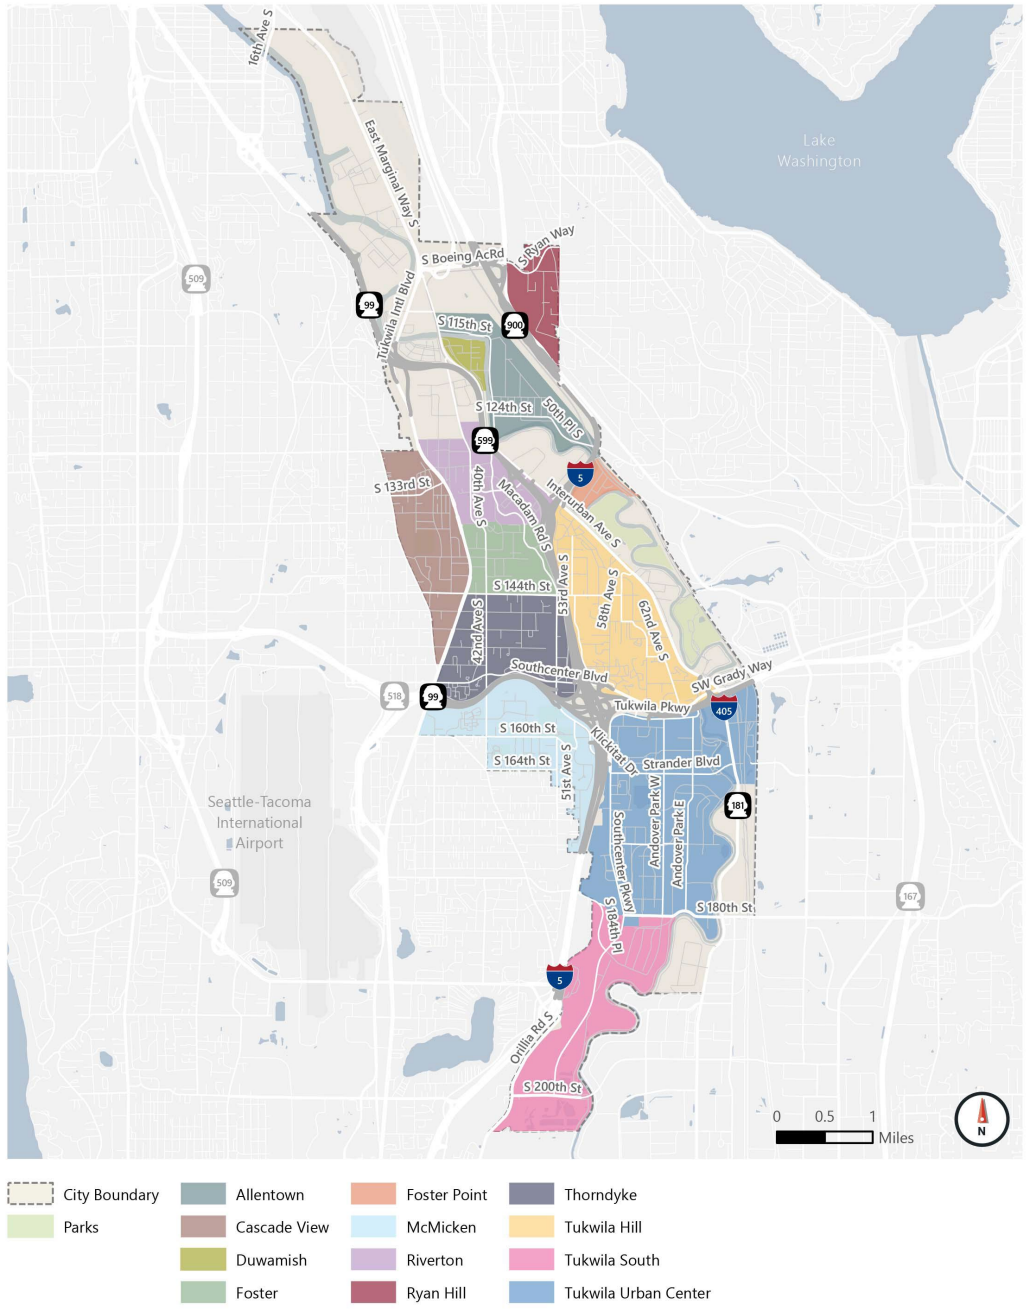 16th Ave S
East Marginal Way S
Lake
Washington
S Ryan Way
S Boeing AcRd
509
99
Tukwila Intl Blvd
S 115th St
900
S 124th St
50th Pl S
599
5
S 133rd St
40th Ave S
Macadam Rd S
Interurban Ave S
S 144th St
53rd Ave S
58th Ave S
62nd Ave S
42nd Ave S
Southcenter Blvd
SW Grady Way
518
99
Tukwila Pkwy
405
S 160th St
Klickitat Dr
S 164th St
51st Ave S
Strander Blvd
Seattle-Tacoma
International
Airport
181
Andover Park W
Andover Park E
Southcenter Pkwy
509
167
S 180th St
S 184th Pl
5
Orillia Rd S
S 200th St
0 0.5 1
Miles
N
City Boundary
Parks
Allentown
Cascade View
Duwamish
Foster
Foster Point
McMicken
Riverton
Ryan Hill
Thorndyke
Tukwila Hill
Tukwila South
Tukwila Urban Center